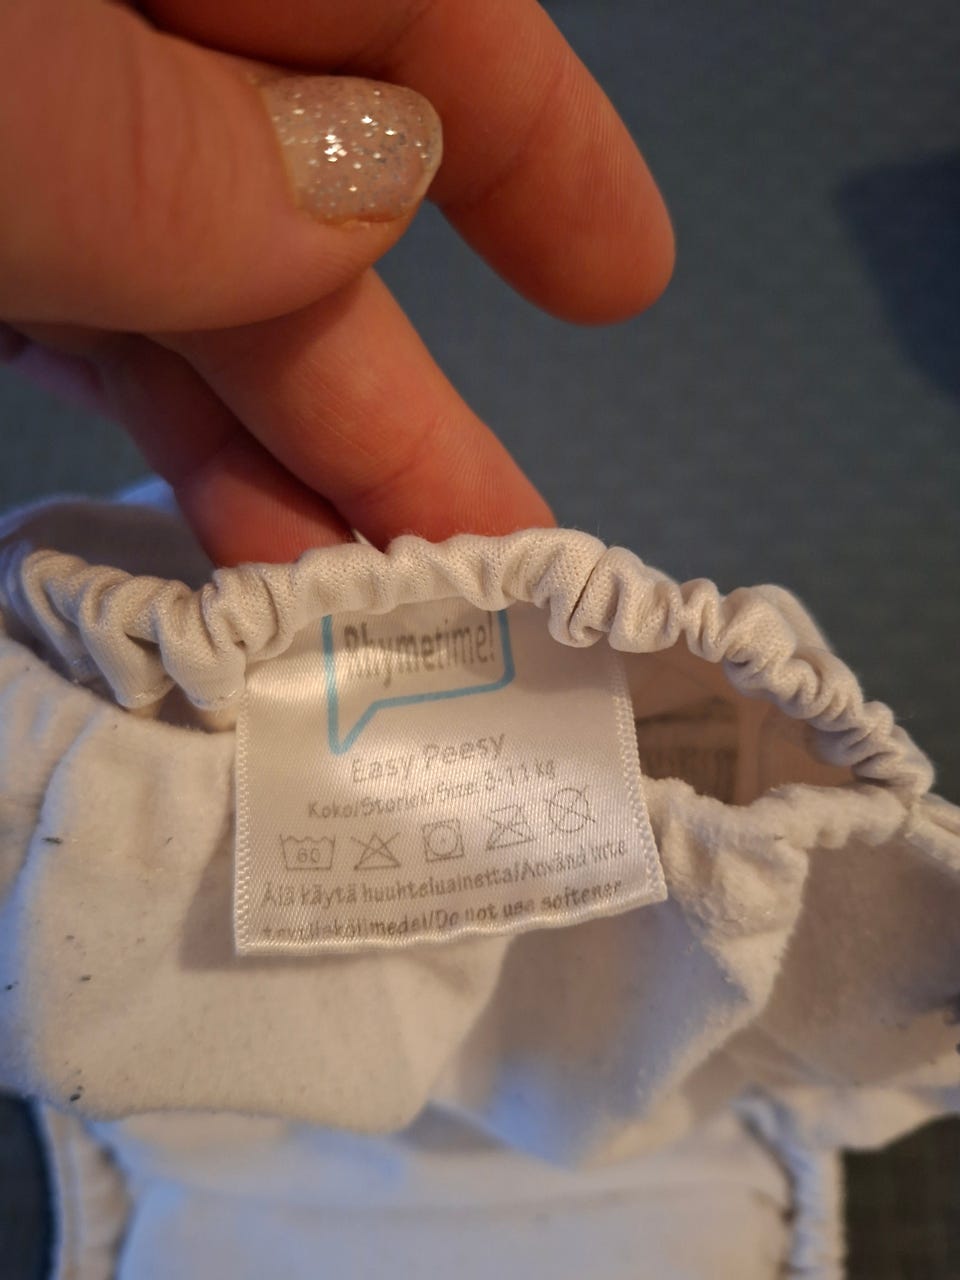 Rhymetime!
Easy Peesy
Koko/Storlek/Size: 3-11 kg
60
Älä käytä huuhteluainetta/Använd inte
medel/Do not use softener